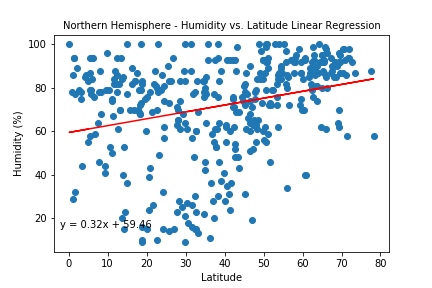 Northern Hemisphere - Humidity vs. Latitude Linear Regression
100
80
60
40
20
Humidity (%)
y = 0.32x + 59.46
0 10 20 30 40 50 60 70 80
Latitude